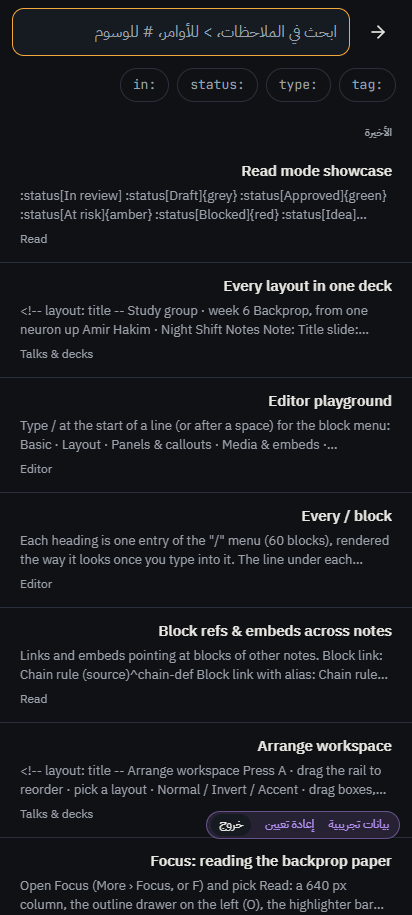 ابحث في الملاحظات، > للأوامر، # للوسوم
tag: type: status: in:
الأخيرة
Read mode showcase
:status[In review] :status[Draft]{grey} :status[Approved]{green}
:status[At risk]{amber} :status[Blocked]{red} :status[Idea]...
Read
Every layout in one deck
<!-- layout: title -- Study group · week 6 Backprop, from one
neuron up Amir Hakim · Night Shift Notes Note: Title slide:...
Talks & decks
Editor playground
Type / at the start of a line (or after a space) for the block menu:
Basic · Layout · Panels & callouts · Media & embeds ·...
Editor
Every / block
Each heading is one entry of the "/" menu (60 blocks), rendered
the way it looks once you type into it. The line under each...
Editor
Block refs & embeds across notes
Links and embeds pointing at blocks of other notes. Block link:
Chain rule (source)^chain-def Block link with alias: Chain rule...
Read
Arrange workspace
<!-- layout: title -- Arrange workspace Press A · drag the rail to
reorder · pick a layout · Normal / Invert / Accent · drag boxes,...
Talks & decks
بيانات تجريبية إعادة تعيين خروج
Focus: reading the backprop paper
Open Focus (More › Focus, or F) and pick Read: a 640 px
column, the outline drawer on the left (O), the highlighter bar...